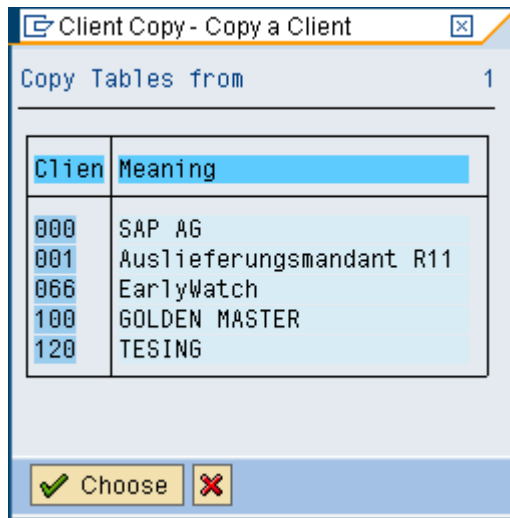 Client Copy - Copy a Client
Copy Tables from 1
Clien Meaning
000 SAP AG
001 Auslieferungsmandant R11
066 EarlyWatch
100 GOLDEN MASTER
120 TESING
Choose